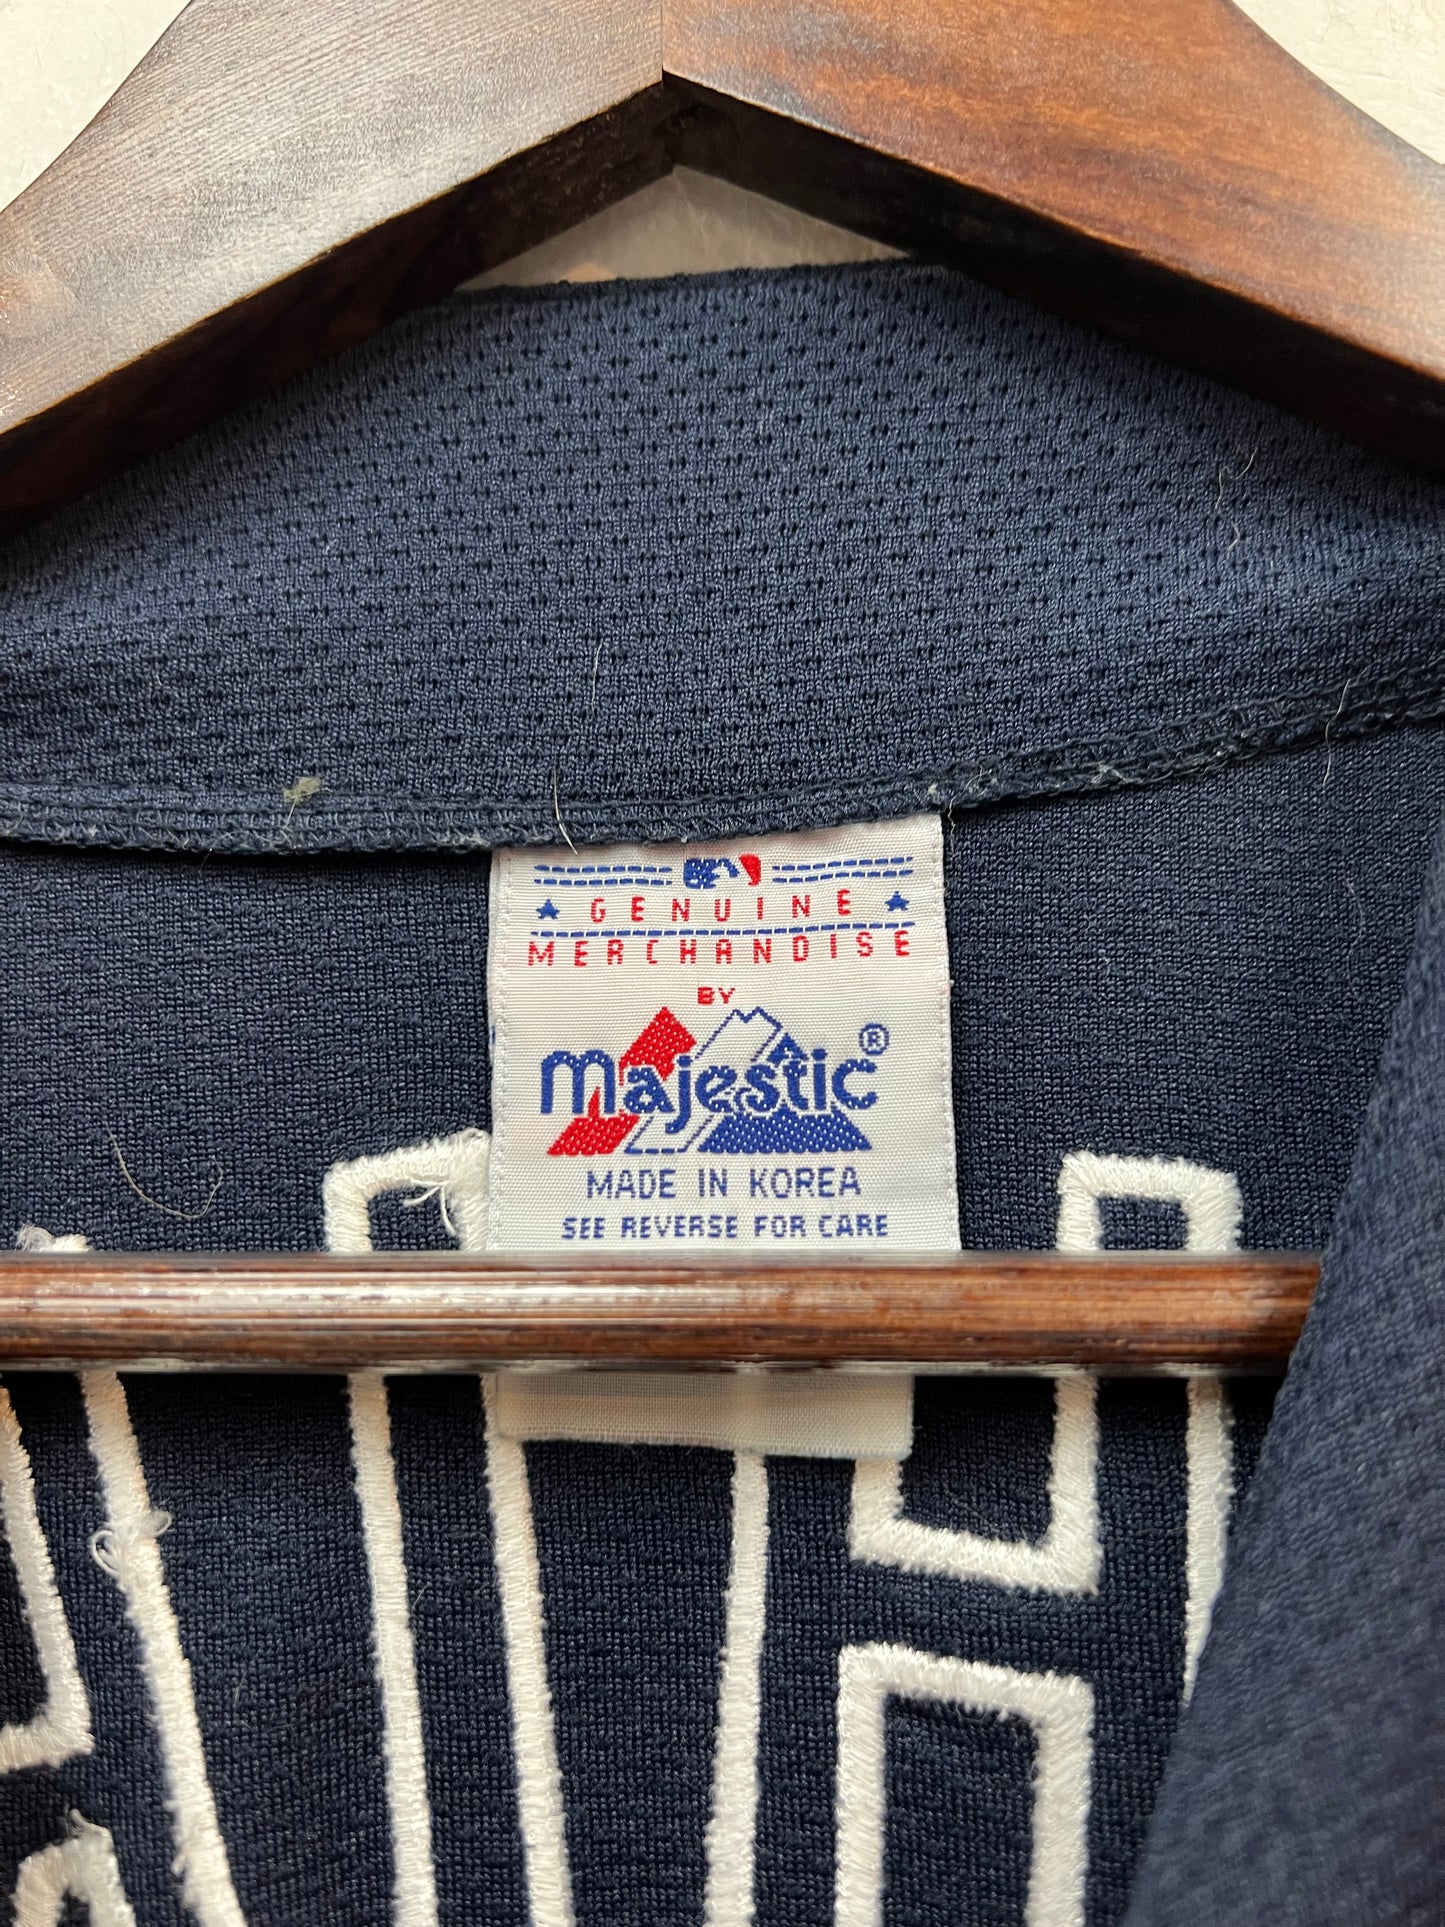 GENUINE
MERCHANDISE
BY
Majestic®
MADE IN KOREA
SEE REVERSE FOR CARE